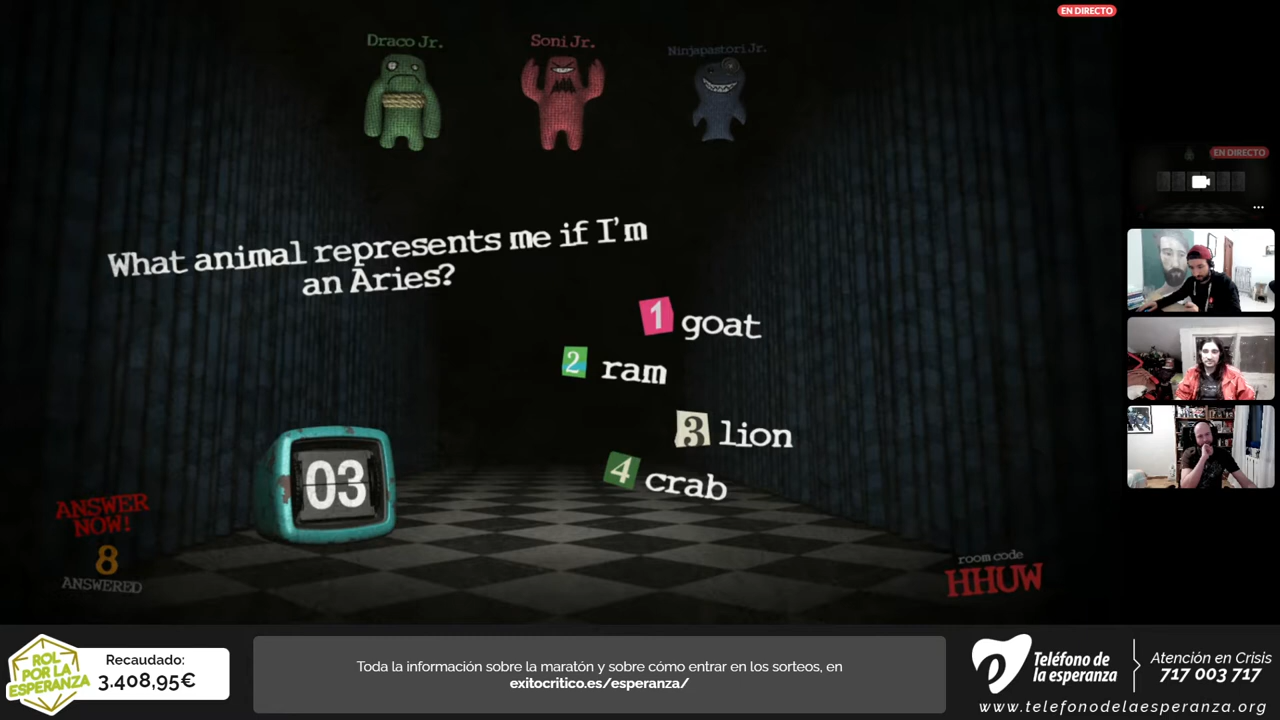 EN DIRECTO
Draco Jr.
Soni Jr.
Ninjapastori Jr.
EN DIRECTO
What animal represents me if I'm
an Aries?
1 goat
2 ram
3 lion
4 crab
03
ANSWER
NOW!
8
ANSWERED
room code
HHUW
ROL
POR LA
ESPERANZA
Recaudado:
3.408,95€
Toda la información sobre la maratón y sobre cómo entrar en los sorteos, en
exitocritico.es/esperanza/
Teléfono de
la esperanza
Atención en Crisis
717 003 717
www.telefonodelaesperanza.org